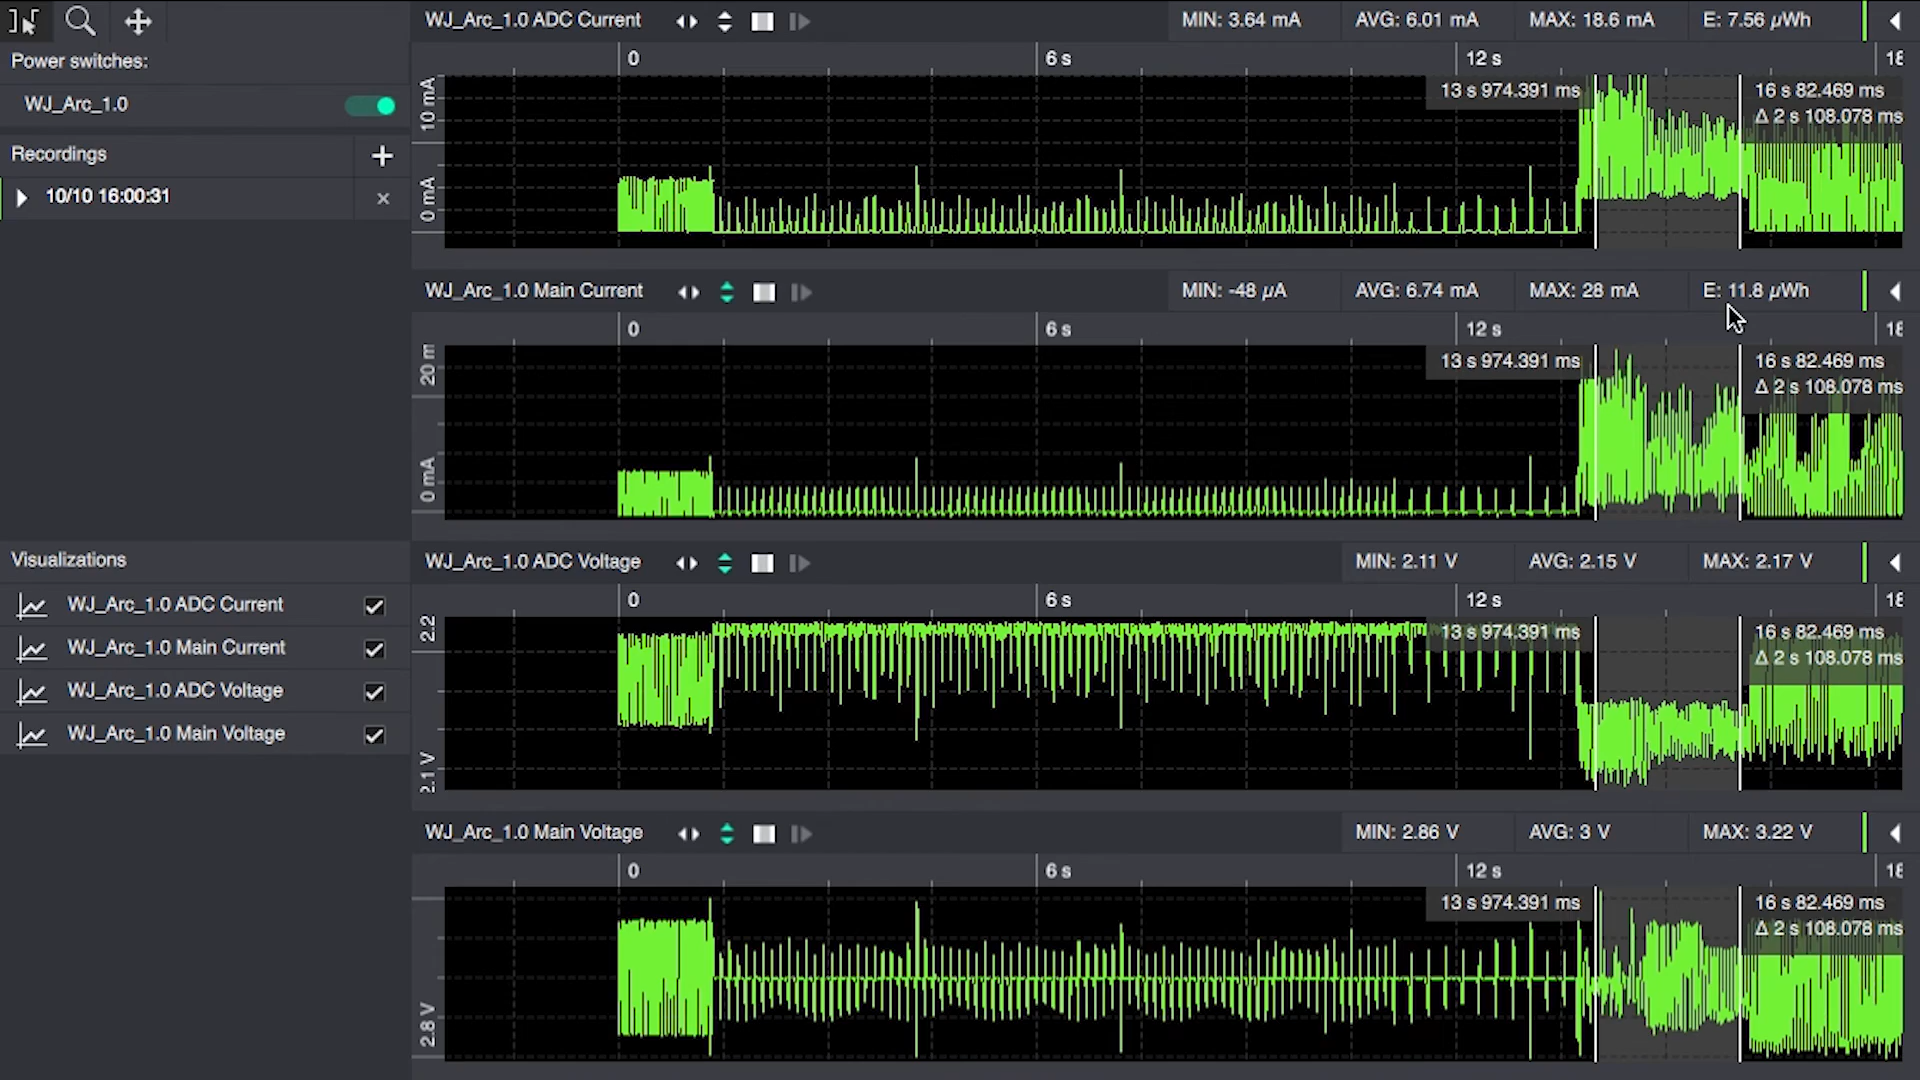 Power switches:
WJ_Arc_1.0
Recordings
10/10 16:00:31
Visualizations
WJ_Arc_1.0 ADC Current
WJ_Arc_1.0 Main Current
WJ_Arc_1.0 ADC Voltage
WJ_Arc_1.0 Main Voltage
WJ_Arc_1.0 ADC Current MIN: 3.64 mA AVG: 6.01 mA MAX: 18.6 mA E: 7.56 µWh
0 6 s 12 s 18
10 mA
0 mA
13 s 974.391 ms 16 s 82.469 ms
Δ 2 s 108.078 ms
WJ_Arc_1.0 Main Current MIN: -48 µA AVG: 6.74 mA MAX: 28 mA E: 11.8 µWh
0 6 s 12 s 18
20 m
0 mA
13 s 974.391 ms 16 s 82.469 ms
Δ 2 s 108.078 ms
WJ_Arc_1.0 ADC Voltage MIN: 2.11 V AVG: 2.15 V MAX: 2.17 V
0 6 s 12 s 18
2.2
2.1 V
13 s 974.391 ms 16 s 82.469 ms
Δ 2 s 108.078 ms
WJ_Arc_1.0 Main Voltage MIN: 2.86 V AVG: 3 V MAX: 3.22 V
0 6 s 12 s 18
2.8 V
13 s 974.391 ms 16 s 82.469 ms
Δ 2 s 108.078 ms